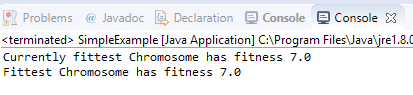 Problems @ Javadoc Declaration Console Console
<terminated> SimpleExample [Java Application] C:\Program Files\Java\jre1.8.0
Currently fittest Chromosome has fitness 7.0
Fittest Chromosome has fitness 7.0